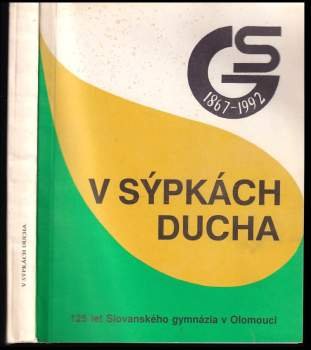 GS
1867-1992
V SÝPKÁCH
DUCHA
125 let Slovanského gymnázia v Olomouci
V SÝPKÁCH DUCHA